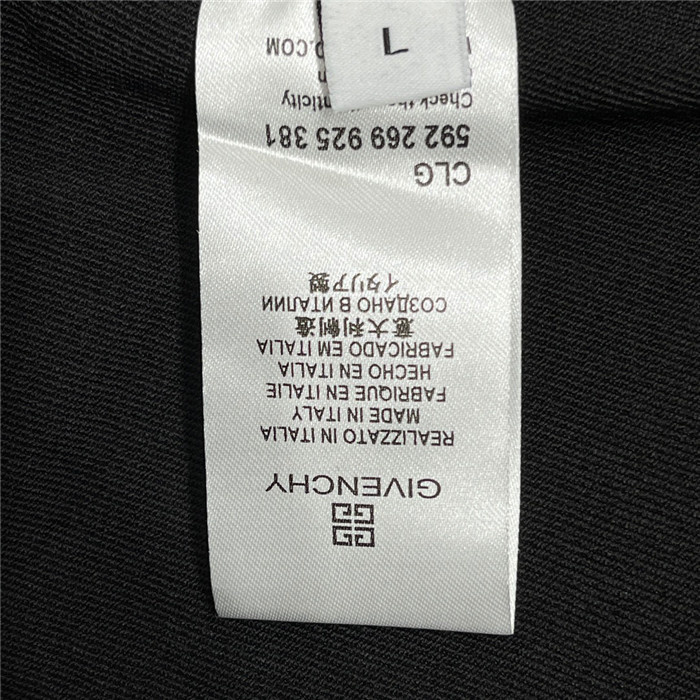 GIVENCHY
REALIZZATO IN ITALIA
MADE IN ITALY
FABRIQUE EN ITALIE
HECHO EN ITALIA
FABRICADO EM ITALIA
意大利制造
СОЗДАНО В ИТАЛИИ
イタリア製
CLG
592 269 925 381
Check
.COM
L